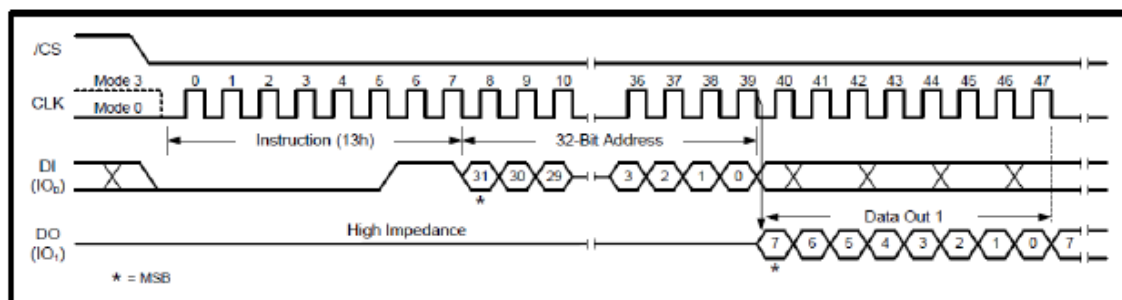 /CS
Mode 3 0 1 2 3 4 5 6 7 8 9 10 36 37 38 39 40 41 42 43 44 45 46 47
CLK Mode 0
Instruction (13h) 32-Bit Address
DI
(IO₀) 31 30 29 3 2 1 0
*
Data Out 1
High Impedance
DO
(IO₁) 7 6 5 4 3 2 1 0 7
* = MSB *